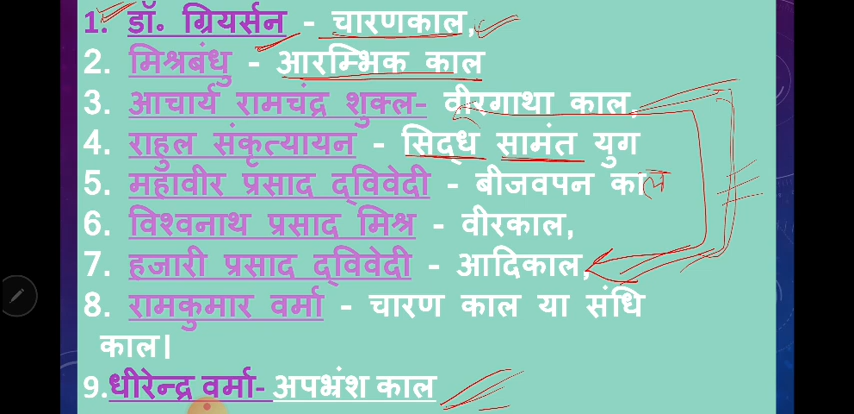 1. डॉ॰ ग्रियर्सन - चारणकाल,
2. मिश्रबंधु - आरम्भिक काल
3. आचार्य रामचंद्र शुक्ल- वीरगाथा काल,
4. राहुल संकृत्यायन - सिद्ध सामंत युग
5. महावीर प्रसाद द्विवेदी - बीजवपन काल
6. विश्वनाथ प्रसाद मिश्र - वीरकाल,
7. हजारी प्रसाद द्विवेदी - आदिकाल,
8. रामकुमार वर्मा - चारण काल या संधि
काल।
9.धीरेन्द्र वर्मा- अपभ्रंश काल